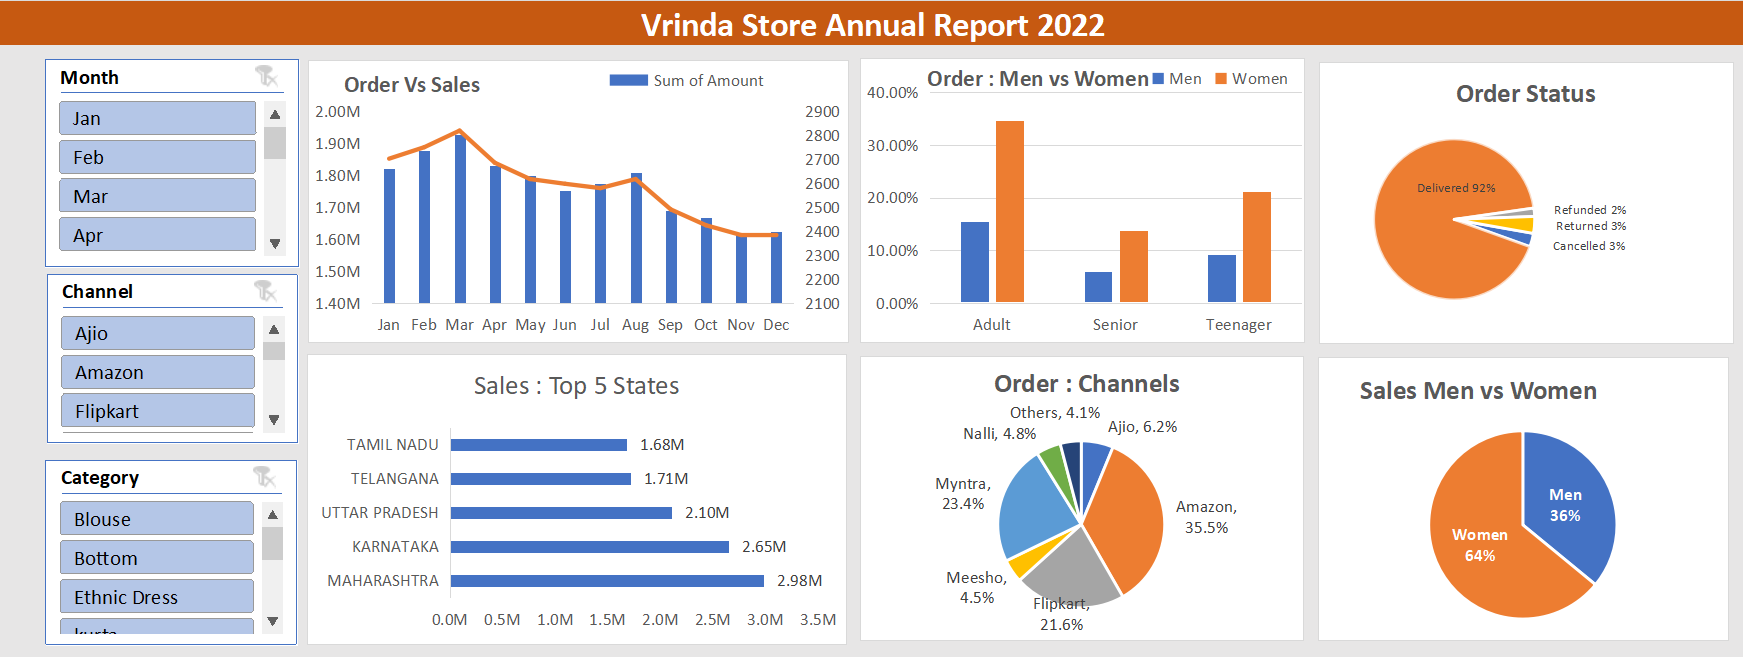 Vrinda Store Annual Report 2022
Month
Jan
Feb
Mar
Apr
Channel
Ajio
Amazon
Flipkart
Category
Blouse
Bottom
Ethnic Dress
kurta
Order Vs Sales
Sum of Amount
2.00M
1.90M
1.80M
1.70M
1.60M
1.50M
1.40M
2900
2800
2700
2600
2500
2400
2300
2200
2100
Jan Feb Mar Apr May Jun Jul Aug Sep Oct Nov Dec
Order : Men vs Women
Men Women
40.00%
30.00%
20.00%
10.00%
0.00%
Adult Senior Teenager
Order Status
Delivered 92%
Refunded 2%
Returned 3%
Cancelled 3%
Sales : Top 5 States
TAMIL NADU 1.68M
TELANGANA 1.71M
UTTAR PRADESH 2.10M
KARNATAKA 2.65M
MAHARASHTRA 2.98M
0.0M 0.5M 1.0M 1.5M 2.0M 2.5M 3.0M 3.5M
Order : Channels
Others, 4.1%
Ajio, 6.2%
Nalli, 4.8%
Myntra,
23.4%
Amazon,
35.5%
Meesho,
4.5%
Flipkart,
21.6%
Sales Men vs Women
Men
36%
Women
64%